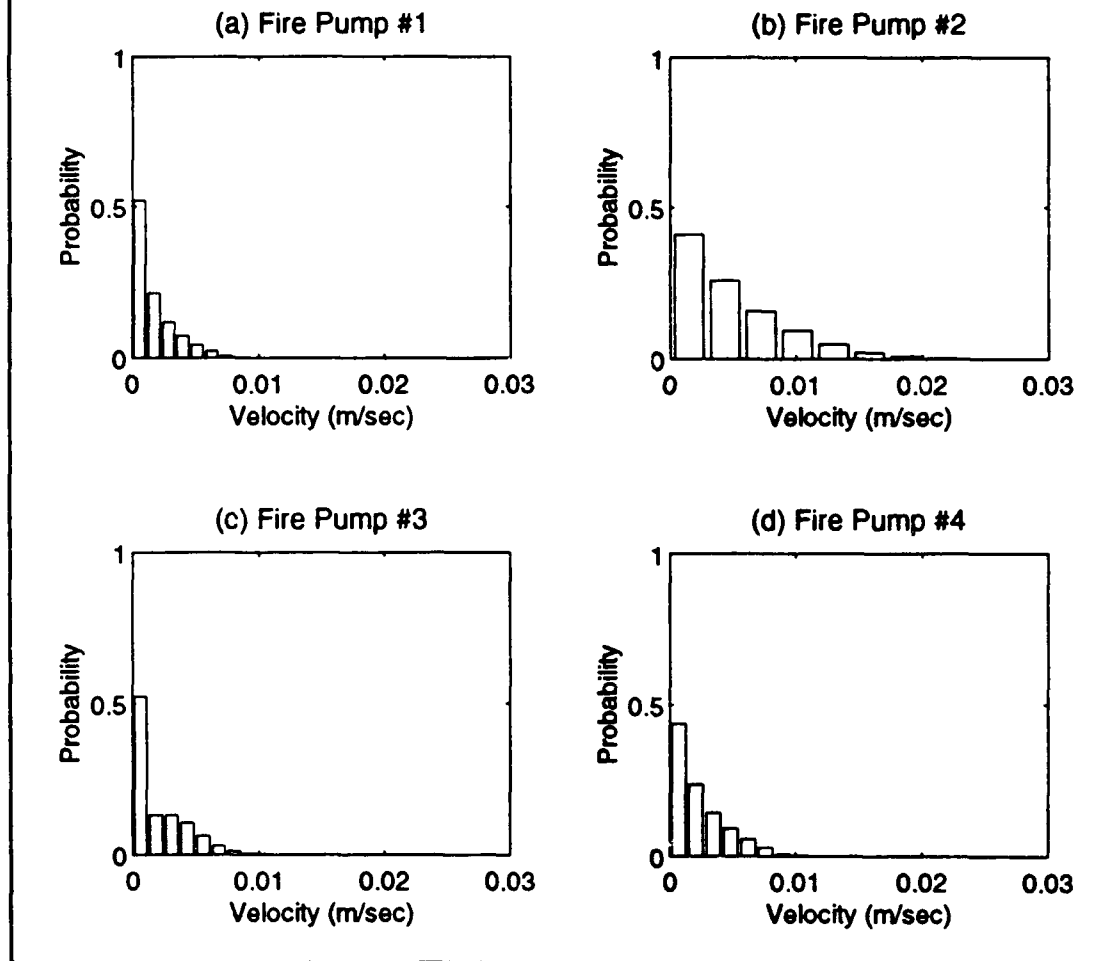 (a) Fire Pump #1
1
0.5
0
Probability
0 0.01 0.02 0.03
Velocity (m/sec)
(b) Fire Pump #2
1
0.5
0
Probability
0 0.01 0.02 0.03
Velocity (m/sec)
(c) Fire Pump #3
1
0.5
0
Probability
0 0.01 0.02 0.03
Velocity (m/sec)
(d) Fire Pump #4
1
0.5
0
Probability
0 0.01 0.02 0.03
Velocity (m/sec)